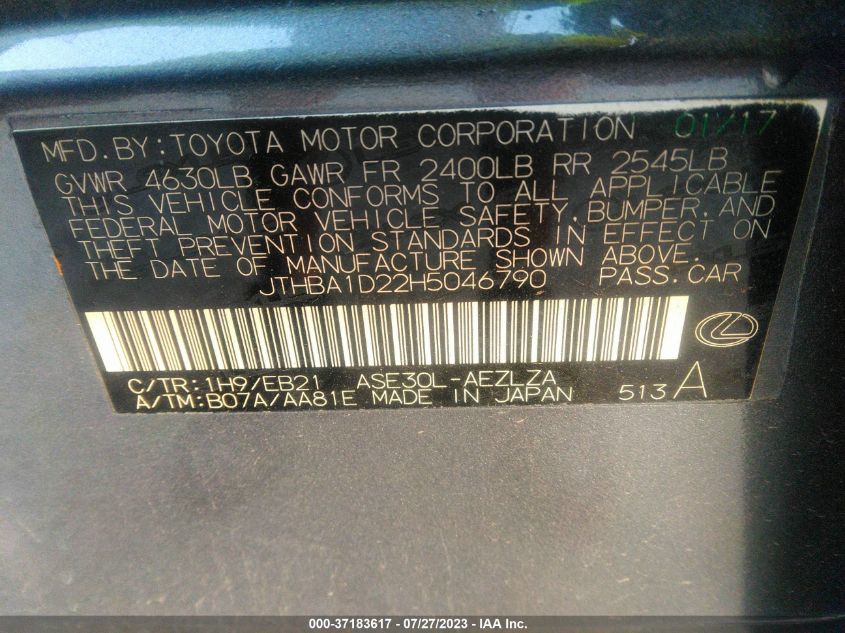 MFD. BY: TOYOTA MOTOR CORPORATION 01/17
GVWR 4630LB GAWR FR 2400LB RR 2545LB
THIS VEHICLE CONFORMS TO ALL APPLICABLE
FEDERAL MOTOR VEHICLE SAFETY, BUMPER, AND
THEFT PREVENTION STANDARDS IN EFFECT ON
THE DATE OF MANUFACTURE SHOWN ABOVE.
JTHBA1D22H5046790 PASS. CAR
C/TR: 1H9/EB21 ASE30L-AEZLZA
A/TM: B07A/AA81E MADE IN JAPAN 513 A
000-37183617 - 07/27/2023 - IAA Inc.